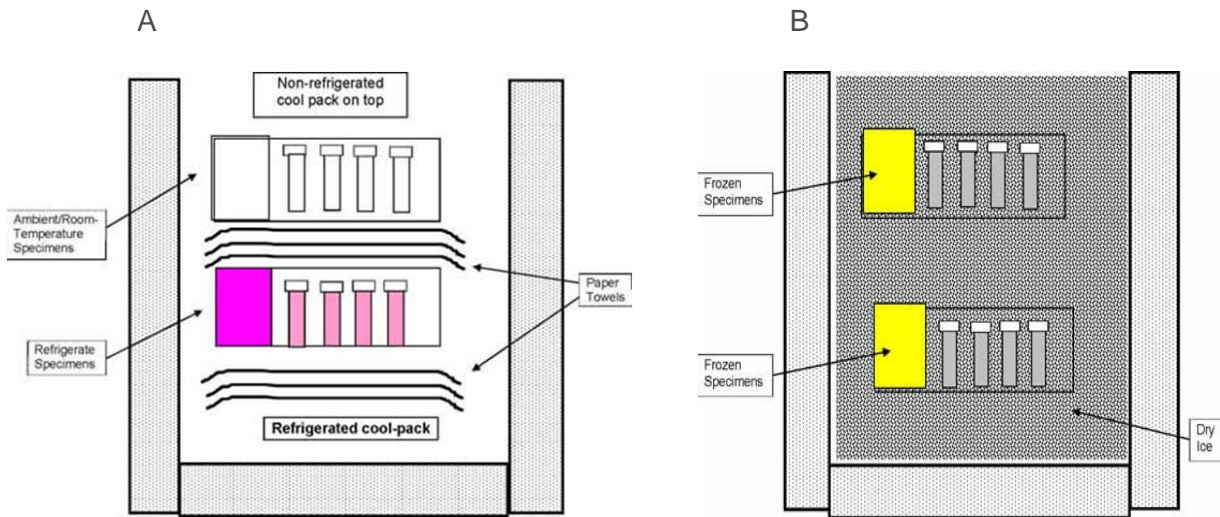 A
B
Non-refrigerated
cool pack on top
Ambient/Room-
Temperature
Specimens
Paper
Towels
Refrigerate
Specimens
Refrigerated cool-pack
Frozen
Specimens
Frozen
Specimens
Dry
Ice